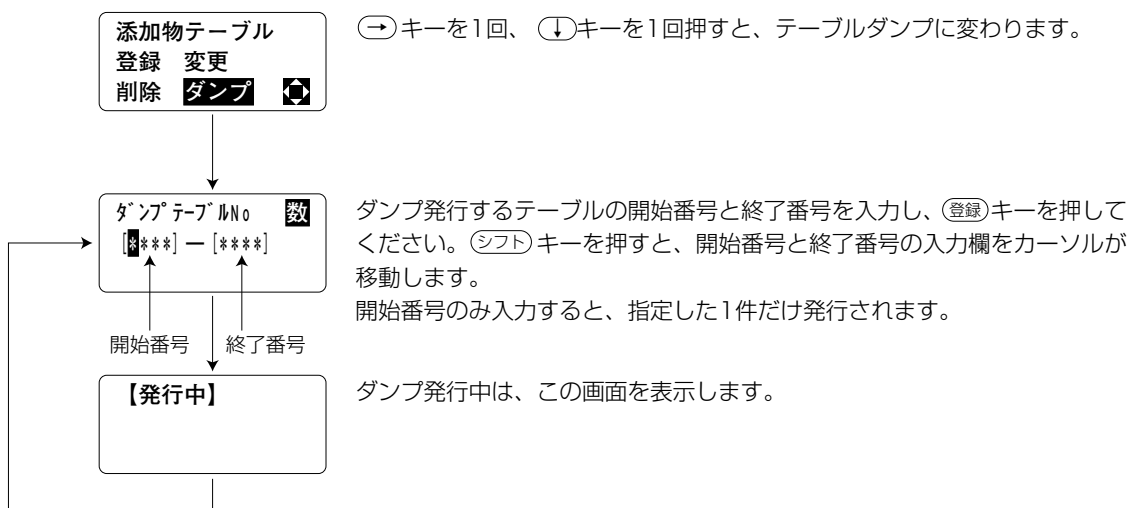 添加物テーブル
登録 変更
削除 ダンプ
→キーを1回、 ↓キーを1回押すと、テーブルダンプに変わります。
ダンプテーブルNo 数
[****] ー [****]
開始番号 終了番号
ダンプ発行するテーブルの開始番号と終了番号を入力し、登録キーを押して
ください。シフトキーを押すと、開始番号と終了番号の入力欄をカーソルが
移動します。
開始番号のみ入力すると、指定した1件だけ発行されます。
【発行中】
ダンプ発行中は、この画面を表示します。